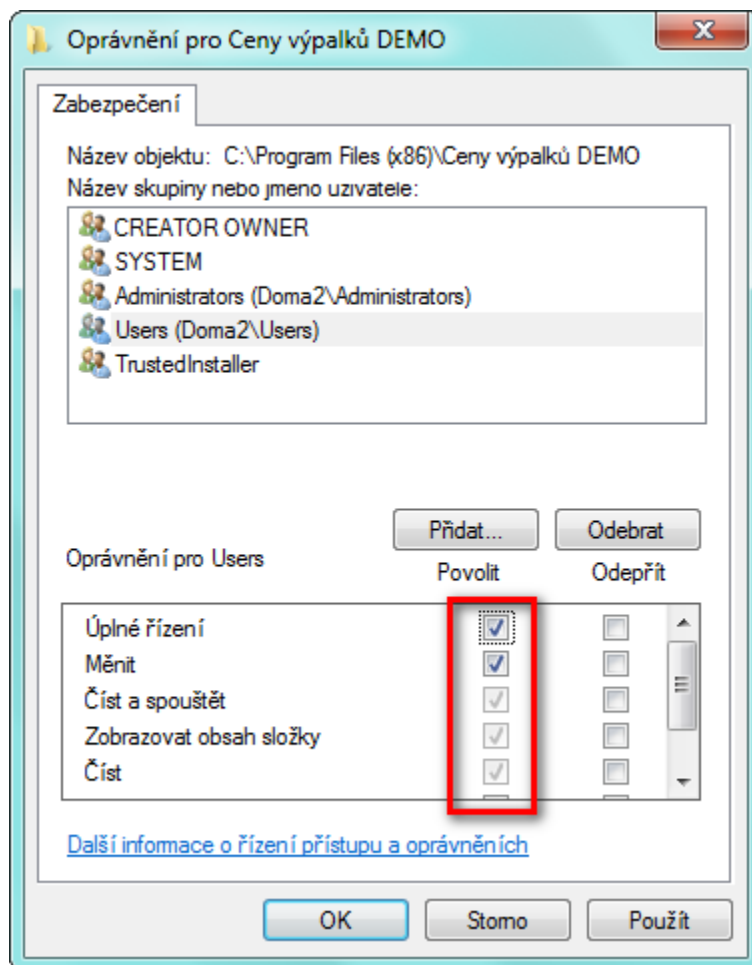 Oprávnění pro Ceny výpalků DEMO
Zabezpečení
Název objektu: C:\Program Files (x86)\Ceny výpalků DEMO
Název skupiny nebo jmeno uzivatele:
CREATOR OWNER
SYSTEM
Administrators (Doma2\Administrators)
Users (Doma2\Users)
TrustedInstaller
Přidat... Odebrat
Oprávnění pro Users Povolit Odepřít
Úplné řízení
Měnit
Číst a spouštět
Zobrazovat obsah složky
Číst
Další informace o řízení přístupu a oprávněních
OK Storno Použít